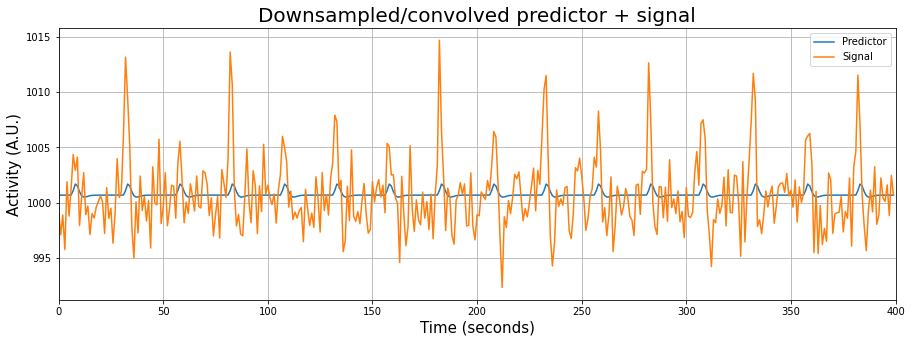 Downsampled/convolved predictor + signal
Predictor
Signal
Activity (A.U.)
1015
1010
1005
1000
995
0 50 100 150 200 250 300 350 400
Time (seconds)